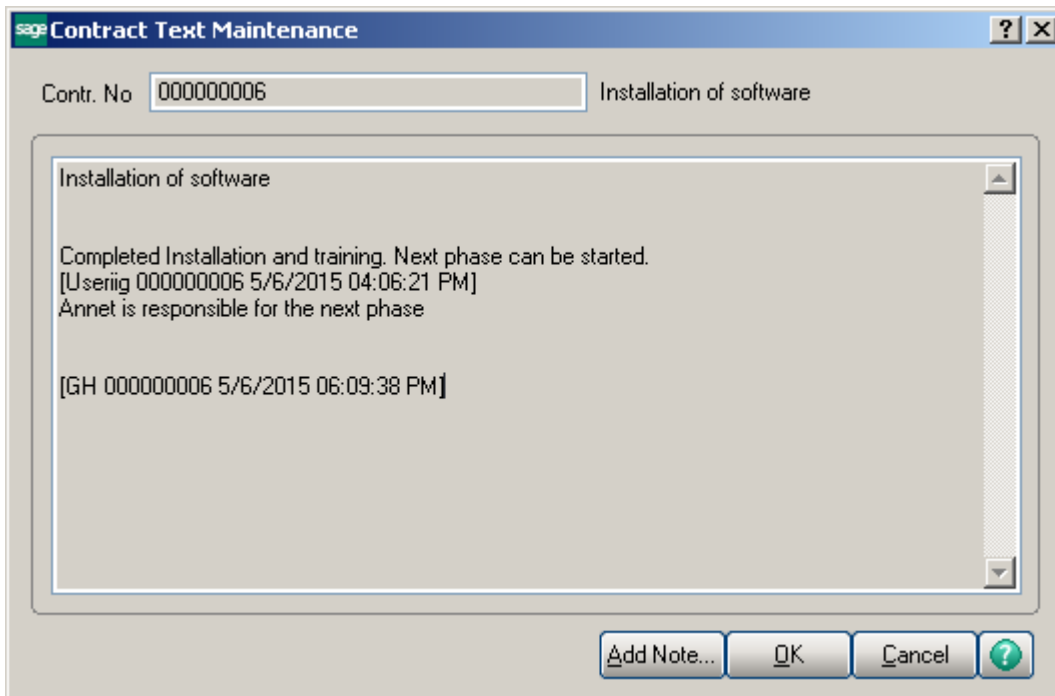 sage Contract Text Maintenance
Contr. No 000000006 Installation of software
Installation of software
Completed Installation and training. Next phase can be started.
[Useriig 000000006 5/6/2015 04:06:21 PM]
Annet is responsible for the next phase
[GH 000000006 5/6/2015 06:09:38 PM]
Add Note... OK Cancel